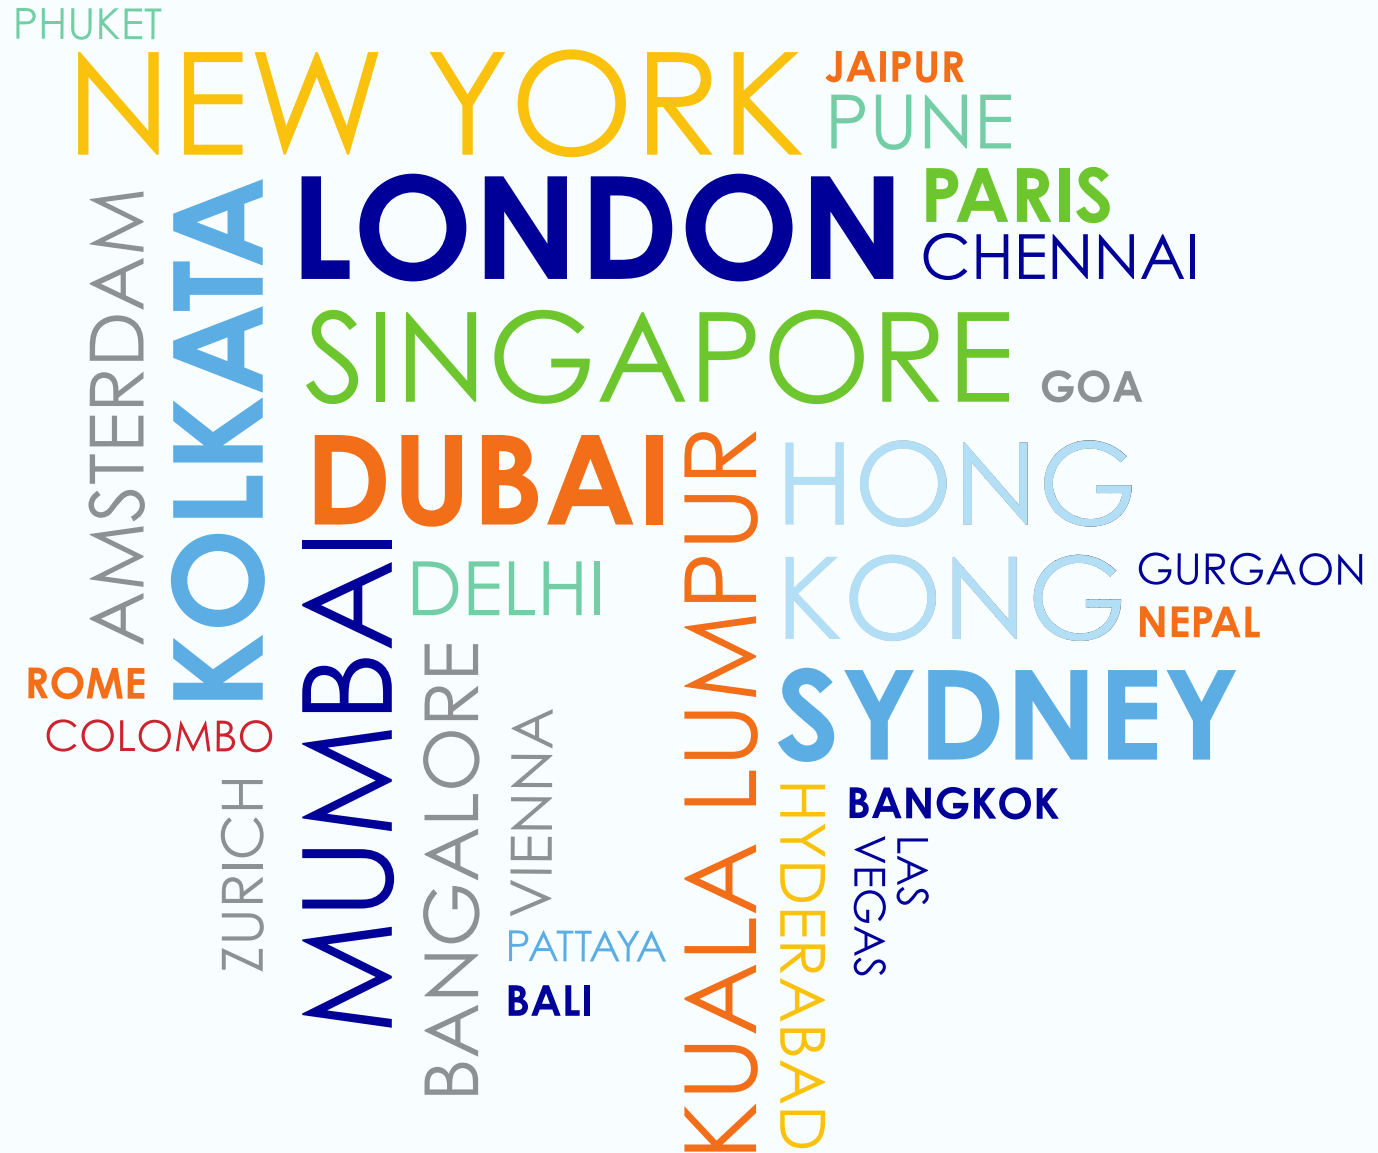 PHUKET
NEW YORK
JAIPUR
PUNE
AMSTERDAM
KOLKATA
LONDON
PARIS
CHENNAI
SINGAPORE
GOA
DUBAI
KUALA LUMPUR
HONG
KONG
GURGAON
NEPAL
MUMBAI
DELHI
ROME
COLOMBO
BANGALORE
VIENNA
SYDNEY
ZURICH
HYDERABAD
BANGKOK
LAS
VEGAS
PATTAYA
BALI